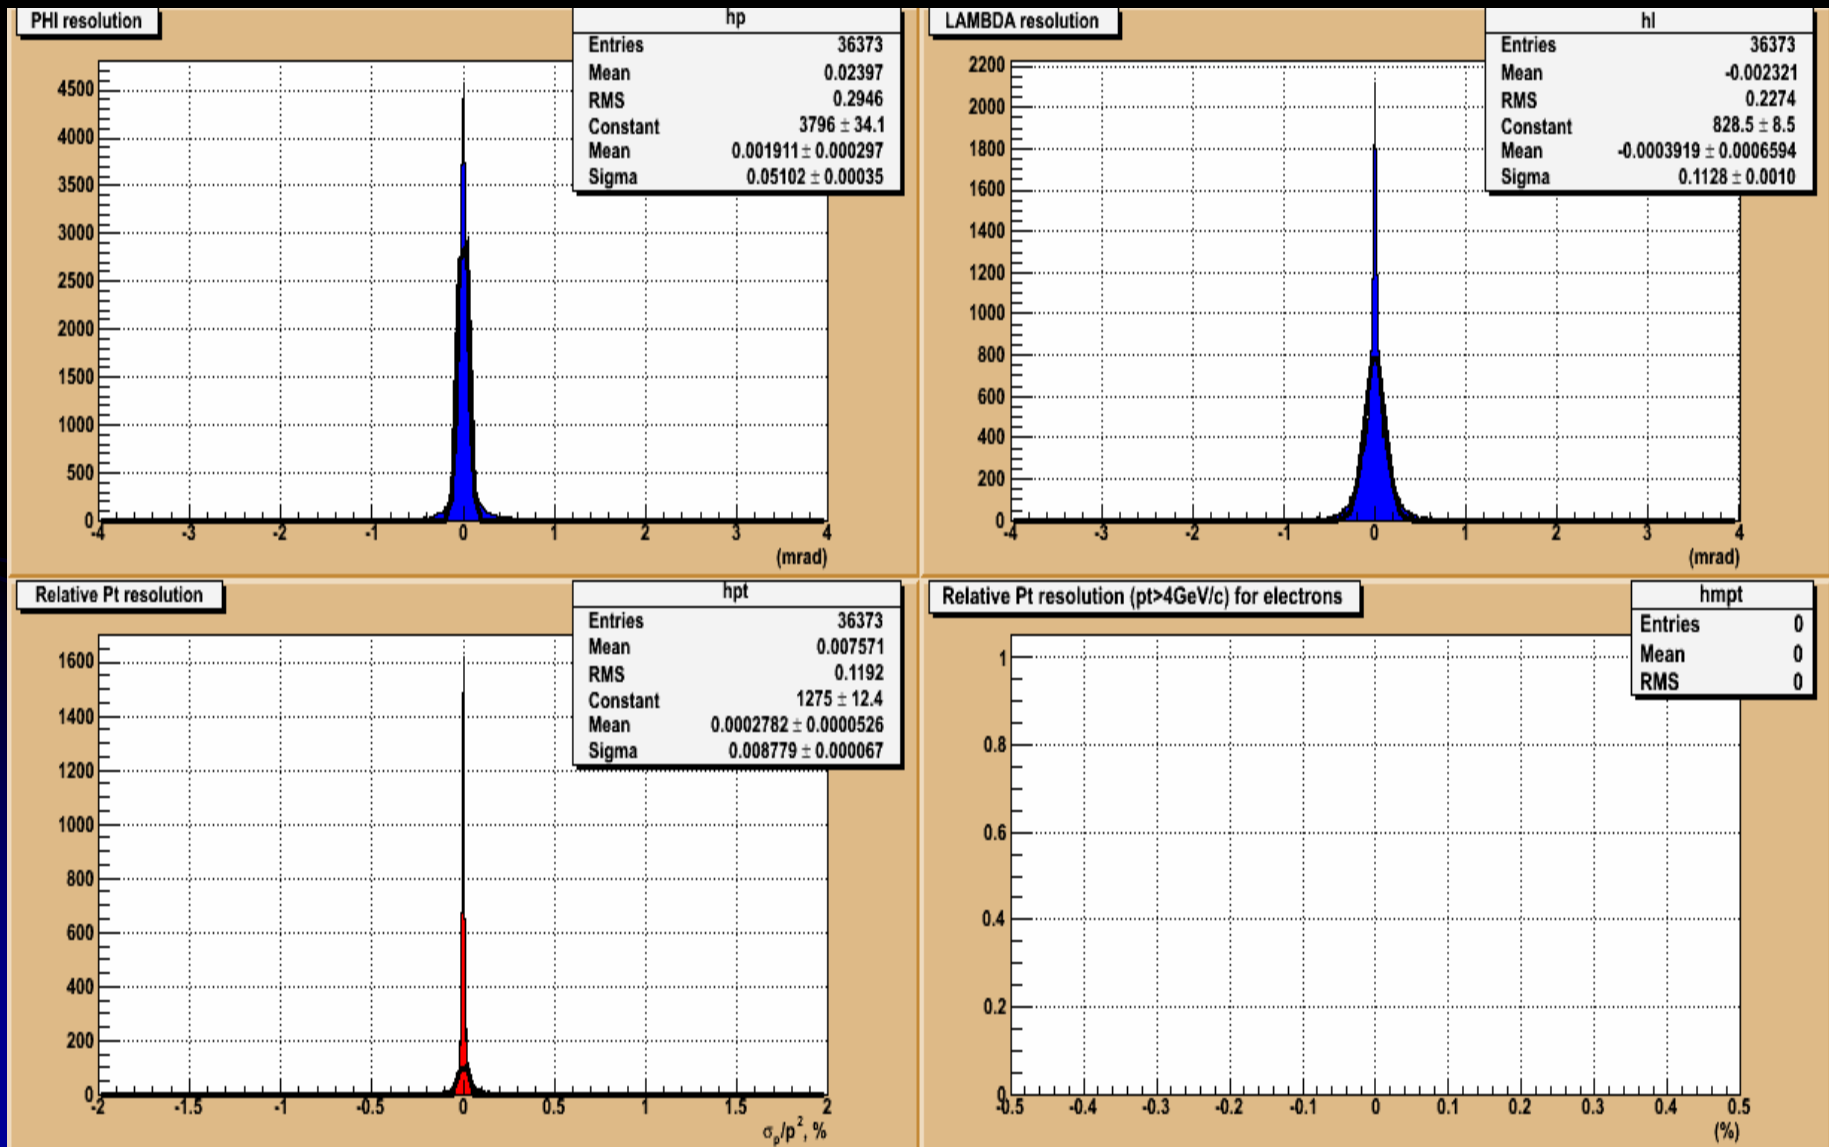 PHI resolution
hp
Entries 36373
Mean 0.02397
RMS 0.2946
Constant 3796 ± 34.1
Mean 0.001911 ± 0.000297
Sigma 0.05102 ± 0.00035
4500
4000
3500
3000
2500
2000
1500
1000
500
0
-4 -3 -2 -1 0 1 2 3 4
(mrad)
LAMBDA resolution
hl
Entries 36373
Mean -0.002321
RMS 0.2274
Constant 828.5 ± 8.5
Mean -0.0003919 ± 0.0006594
Sigma 0.1128 ± 0.0010
2200
2000
1800
1600
1400
1200
1000
800
600
400
200
0
-4 -3 -2 -1 0 1 2 3 4
(mrad)
Relative Pt resolution
hpt
Entries 36373
Mean 0.007571
RMS 0.1192
Constant 1275 ± 12.4
Mean 0.0002782 ± 0.0000526
Sigma 0.008779 ± 0.000067
1600
1400
1200
1000
800
600
400
200
0
-2 -1.5 -1 -0.5 0 0.5 1 1.5 2
σp/p², %
Relative Pt resolution (pt>4GeV/c) for electrons
hmpt
Entries 0
Mean 0
RMS 0
1
0.8
0.6
0.4
0.2
0
-0.5 -0.4 -0.3 -0.2 -0.1 0 0.1 0.2 0.3 0.4 0.5
(%)